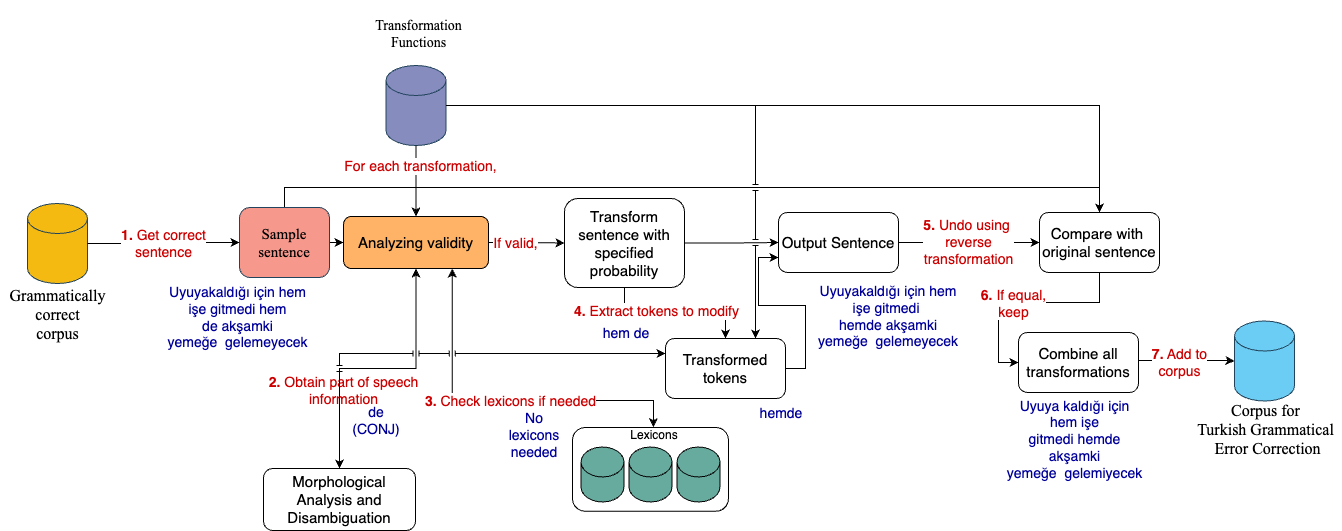 Transformation
Functions
For each transformation,
1. Get correct
sentence
Grammatically
correct
corpus
Sample
sentence
Uyuyakaldığı için hem
işe gitmedi hem
de akşamki
yemeğe gelemeyecek
Analyzing validity
If valid,
Transform
sentence with
specified
probability
4. Extract tokens to modify
hem de
Transformed
tokens
hemde
2. Obtain part of speech
information
de
(CONJ)
Morphological
Analysis and
Disambiguation
3. Check lexicons if needed
No
lexicons
needed
Lexicons
Output Sentence
Uyuyakaldığı için hem
işe gitmedi
hemde akşamki
yemeğe gelemeyecek
5. Undo using
reverse
transformation
Compare with
original sentence
6. If equal,
keep
Combine all
transformations
Uyuya kaldığı için
hem işe
gitmedi hemde
akşamki
yemeğe gelemiyecek
7. Add to
corpus
Corpus for
Turkish Grammatical
Error Correction